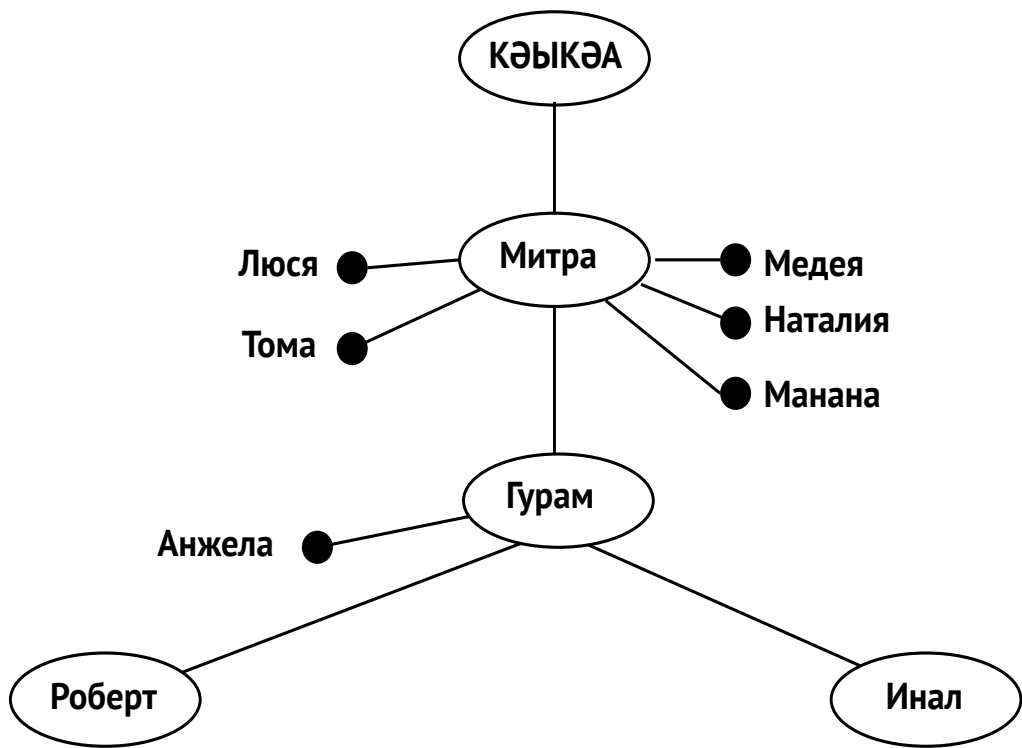 КӘЫКӘА
Митра
Люся
Медея
Наталия
Тома
Манана
Гурам
Анжела
Роберт
Инал